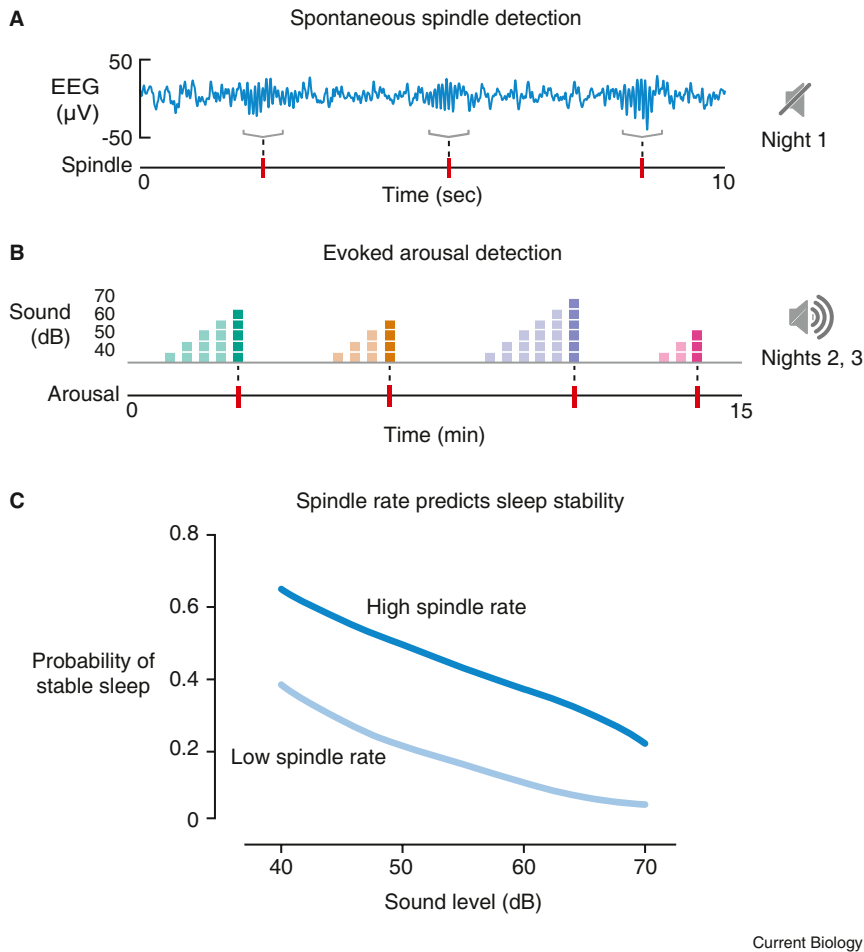 A
Spontaneous spindle detection
50
EEG
(µV)
-50
Night 1
Spindle
0
10
Time (sec)
B
Evoked arousal detection
70
60
50
40
Sound
(dB)
Nights 2, 3
Arousal
0
15
Time (min)
C
Spindle rate predicts sleep stability
0.8
0.6
0.4
0.2
0
Probability of
stable sleep
High spindle rate
Low spindle rate
40
50
60
70
Sound level (dB)
Current Biology